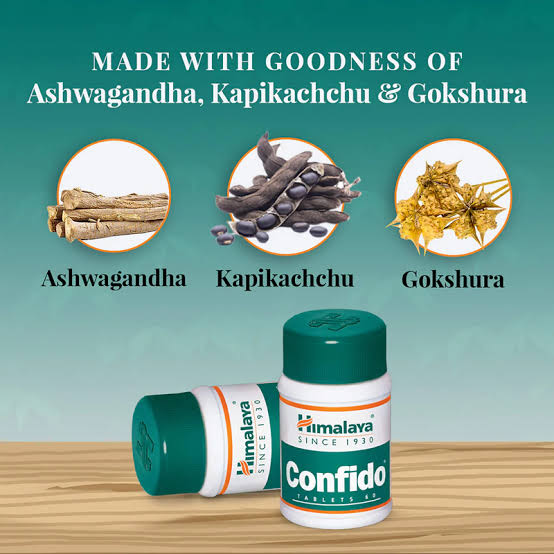 MADE WITH GOODNESS OF
Ashwagandha, Kapikachchu & Gokshura
Ashwagandha
Kapikachchu
Gokshura
Himalaya
SINCE 1930
Himalaya
SINCE 1930
Confido
TABLETS 60